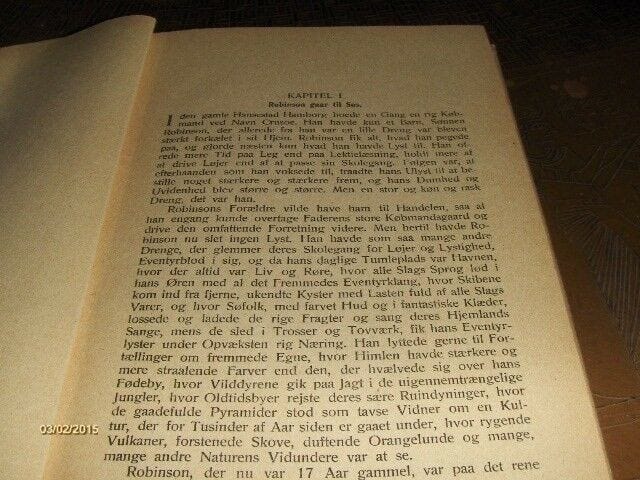 KAPITEL I
Robinson gaar til Søs.
I den gamle Hansestad Hamborg boede en Gang en rig Køb-
mand ved Navn Crusoe. Han havde kun et Barn, Sønnen
Robinson, der allerede fra han var en lille Dreng var bleven
stærkt forkælet i sit Hjem. Robinson fik alt, hvad han pegede
paa, og gjorde næsten kun hvad han havde Lyst til. Han of-
rede mere Tid paa Leg end paa Lektielæsning, holdt mere af
at drive Løjer end af at passe sin Skolegang. Følgen var, at
efterhaanden som han voksede til, traadte hans Ulyst til at be-
stille noget stærkere og stærkere frem, og hans Dumhed og
Uvidenhed blev større og større. Men en stor og køn og rask
Dreng, det var han.
Robinsons Forældre vilde have ham til Handelen, saa at
han engang kunde overtage Faderens store Købmandsgaard og
drive den omfattende Forretning videre. Men hertil havde Ro-
binson nu slet ingen Lyst. Han havde som saa mange andre
Drenge, der glemmer deres Skolegang for Løjer og Lystighed,
Eventyrblod i sig, og da hans daglige Tumleplads var Havnen,
hvor der altid var Liv og Røre, hvor alle Slags Sprog lød i
hans Øren med al det Fremmedes Eventyrklang, hvor Skibene
kom ind fra fjerne, ukendte Kyster med Lasten fuld af alle Slags
Varer, og hvor Søfolk, med farvet Hud og i fantastiske Klæder,
lossede og ladede de rige Fragter og sang deres Hjemlands
Sange, mens de sled i Trosser og Tovværk, fik hans Eventyr-
lyster under Opvæksten rig Næring. Han lyttede gerne til For-
tællinger om fremmede Egne, hvor Himlen havde stærkere og
mere straalende Farver end den, der hvælvede sig over hans
Fødeby, hvor Vilddyrene gik paa Jagt i de uigennemtrængelige
Jungler, hvor Oldtidsbyer rejste deres sære Ruindyninger, hvor
de gaadefulde Pyramider stod som tavse Vidner om en Kul-
tur, der for Tusinder af Aar siden er gaaet under, hvor rygende
Vulkaner, forstenede Skove, duftende Orangelunde og mange,
mange andre Naturens Vidundere var at se.
Robinson, der nu var 17 Aar gammel, var paa det rene
03/02/2015